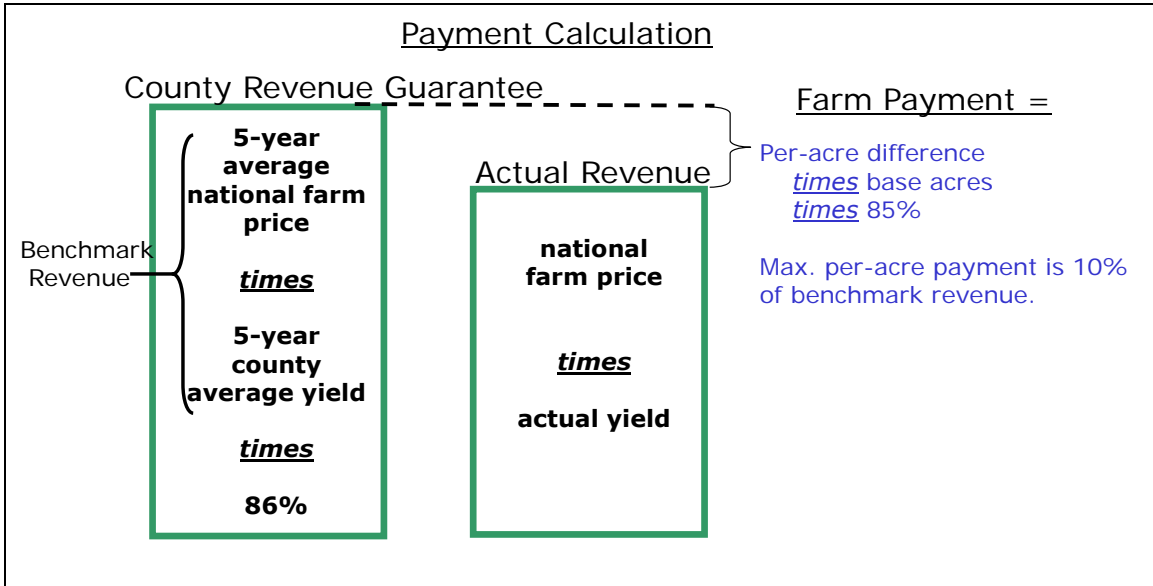 Payment Calculation
County Revenue Guarantee
5-year
average
national farm
price
times
5-year
county
average yield
times
86%
Benchmark
Revenue
Actual Revenue
national
farm price
times
actual yield
Farm Payment =
Per-acre difference
times base acres
times 85%
Max. per-acre payment is 10%
of benchmark revenue.